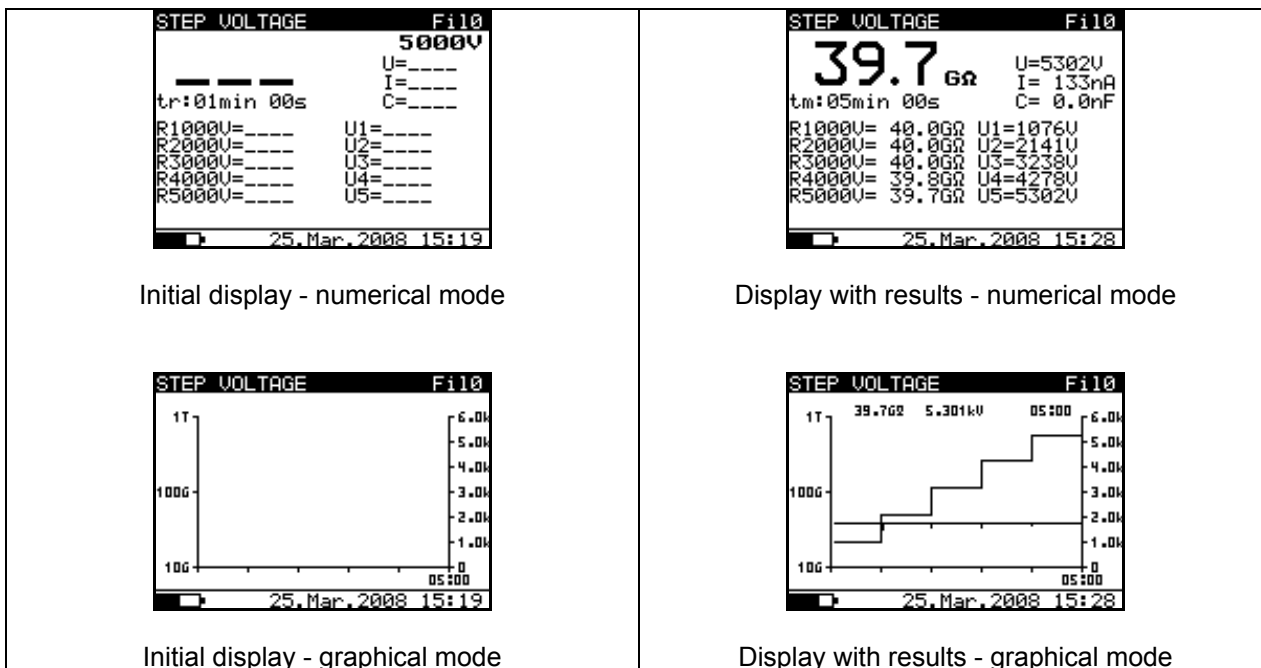 STEP VOLTAGE Fil0
5000V
U=____
I=____
tr:01min 00s C=____
R1000V=____ U1=____
R2000V=____ U2=____
R3000V=____ U3=____
R4000V=____ U4=____
R5000V=____ U5=____
25.Mar.2008 15:19
Initial display - numerical mode
STEP VOLTAGE Fil0
39.7 GΩ U=5302V
I= 133nA
tm:05min 00s C= 0.0nF
R1000V= 40.0GΩ U1=1076V
R2000V= 40.0GΩ U2=2141V
R3000V= 40.0GΩ U3=3238V
R4000V= 39.8GΩ U4=4278V
R5000V= 39.7GΩ U5=5302V
25.Mar.2008 15:28
Display with results - numerical mode
STEP VOLTAGE Fil0
1T 6.0k
5.0k
4.0k
100G 3.0k
2.0k
1.0k
10G 0
05:00
25.Mar.2008 15:19
Initial display - graphical mode
STEP VOLTAGE Fil0
39.7GΩ 5.301kV 05:00
1T 6.0k
5.0k
4.0k
100G 3.0k
2.0k
1.0k
10G 0
05:00
25.Mar.2008 15:28
Display with results - graphical mode